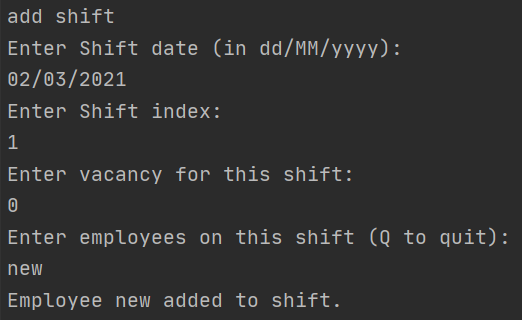 add shift
Enter Shift date (in dd/MM/yyyy):
02/03/2021
Enter Shift index:
1
Enter vacancy for this shift:
0
Enter employees on this shift (Q to quit):
new
Employee new added to shift.